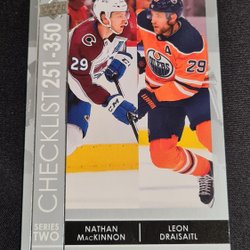 UPPER DECK
29
A
29
CHECKLIST 251-350
SERIES TWO
NATHAN MACKINNON
LEON DRAISAITL